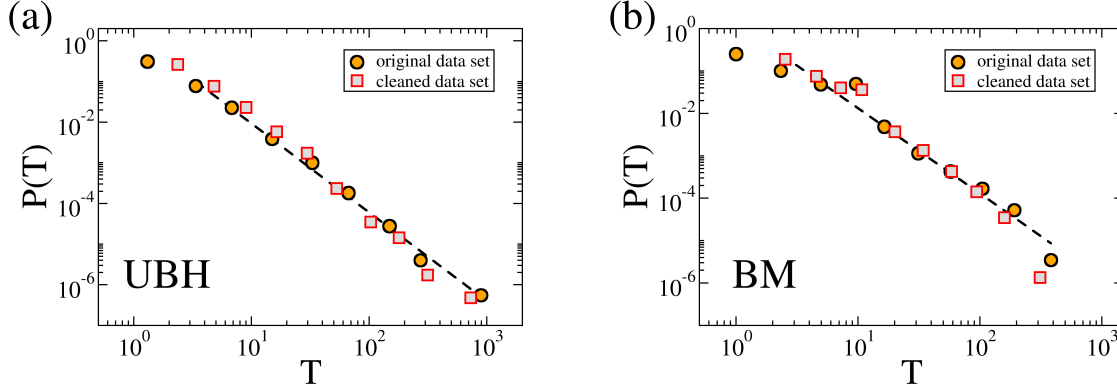 (a)
10^0
10^-2
10^-4
10^-6
P(T)
original data set
cleaned data set
UBH
10^0 10^1 10^2 10^3
T
(b)
10^0
10^-2
10^-4
10^-6
P(T)
original data set
cleaned data set
BM
10^0 10^1 10^2 10^3
T